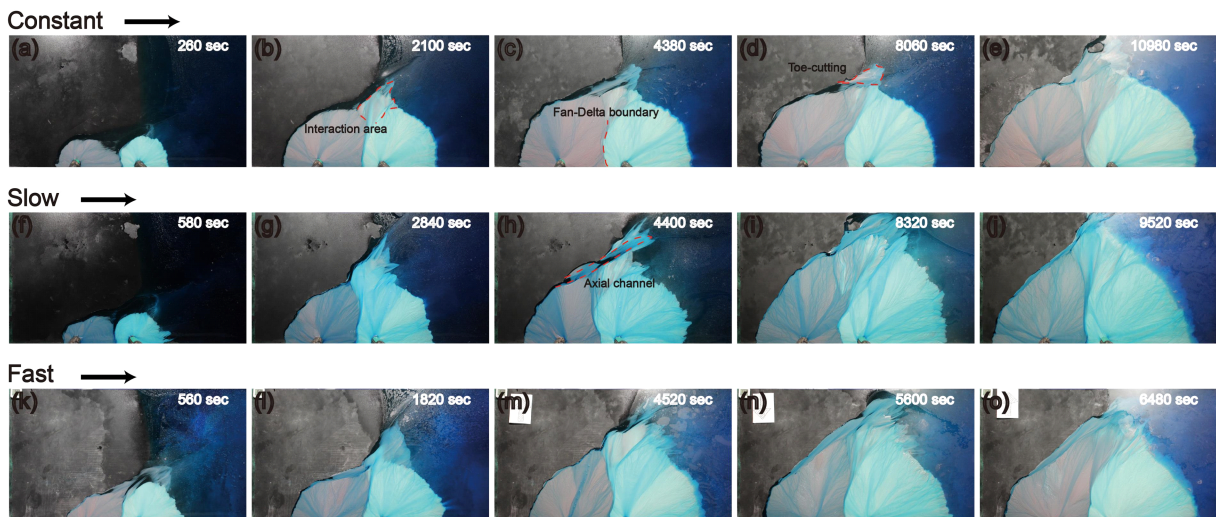 Constant
(a) 260 sec
(b) 2100 sec
Interaction area
(c) 4380 sec
Fan-Delta boundary
(d) 8060 sec
Toe-cutting
(e) 10980 sec
Slow
(f) 580 sec
(g) 2840 sec
(h) 4400 sec
Axial channel
(i) 8320 sec
(j) 9520 sec
Fast
(k) 560 sec
(l) 1820 sec
(m) 4520 sec
(n) 5600 sec
(o) 6480 sec